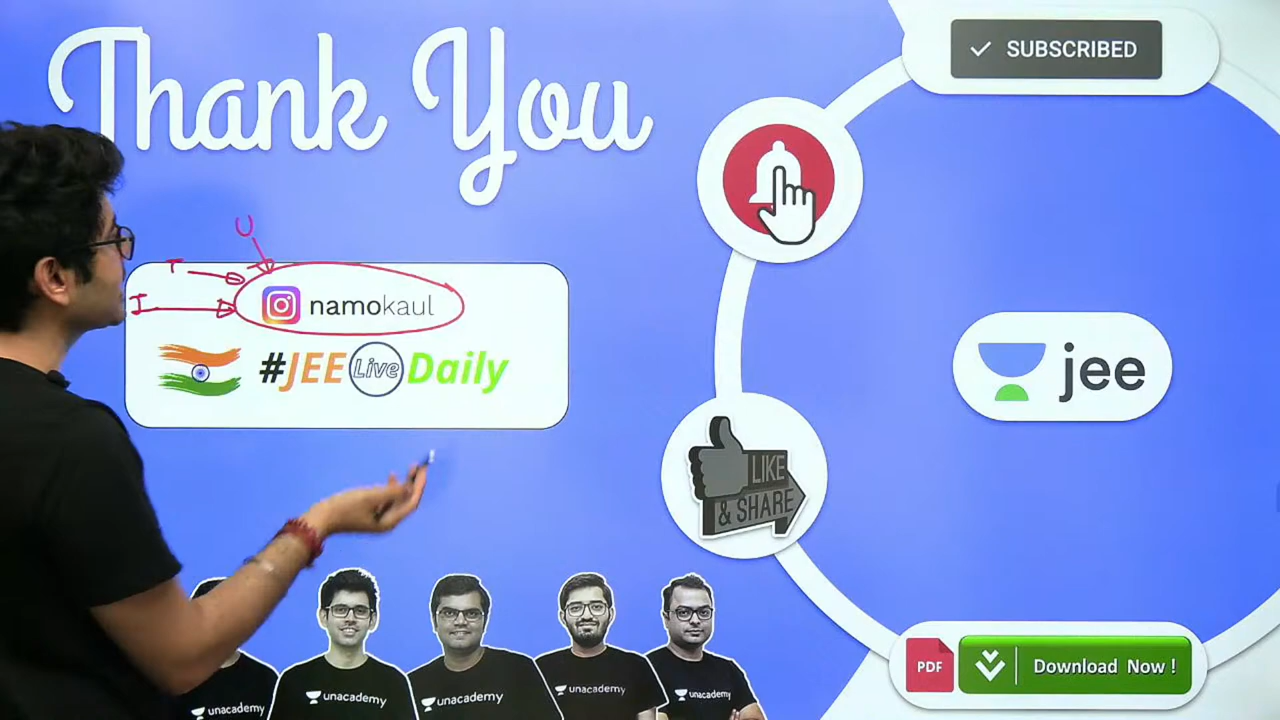 Thank You
SUBSCRIBED
U
T
I
namokaul
#JEE Live Daily
jee
LIKE
& SHARE
unacademy
unacademy
unacademy
unacademy
unacademy
PDF
Download Now !